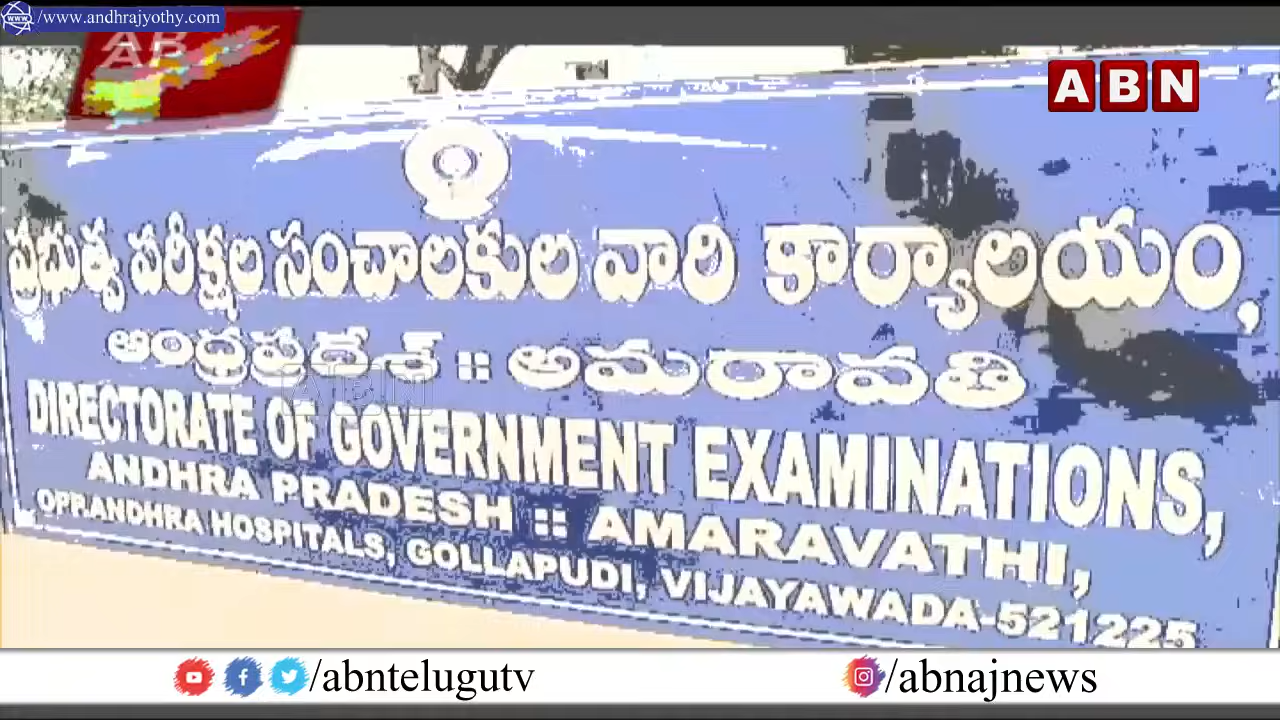 www.andhrajyothy.com
ABN
ప్రభుత్వ పరీక్షల సంచాలకుల వారి కార్యాలయం,
ఆంధ్రప్రదేశ్ :: అమరావతి
DIRECTORATE OF GOVERNMENT EXAMINATIONS,
ANDHRA PRADESH :: AMARAVATHI,
OPP.ANDHRA HOSPITALS, GOLLAPUDI, VIJAYAWADA-521225
/abntelugutv
/abnajnews